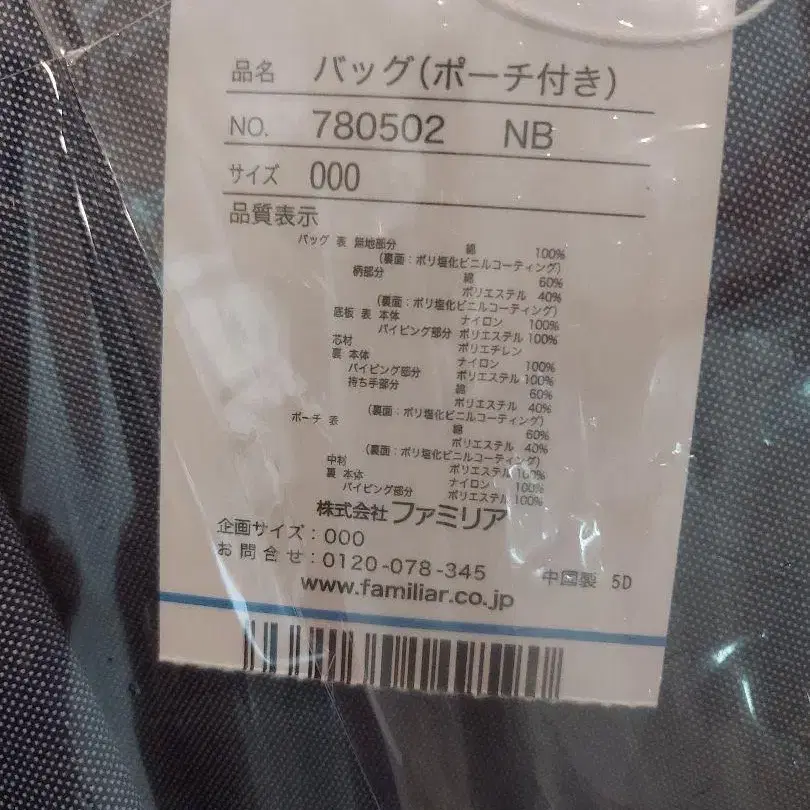 品名 バッグ(ポーチ付き)
NO. 780502 NB
サイズ 000
品質表示
バッグ 表 無地部分 綿 100%
(裏面：ポリ塩化ビニルコーティング)
柄部分 綿 60%
ポリエステル 40%
(裏面：ポリ塩化ビニルコーティング)
底板 表 本体 ナイロン 100%
パイピング部分 ポリエステル 100%
芯材 ポリエチレン
裏 本体 ナイロン 100%
パイピング部分 ポリエステル 100%
持ち手部分 綿 60%
ポリエステル 40%
(裏面：ポリ塩化ビニルコーティング)
ポーチ 表 綿 60%
ポリエステル 40%
(裏面：ポリ塩化ビニルコーティング)
中材 ポリエステル 100%
裏 本体 ナイロン 100%
パイピング部分 ポリエステル 100%
株式会社 ファミリア
企画サイズ：000
お問合せ：0120-078-345 中国製 5D
www.familiar.co.jp